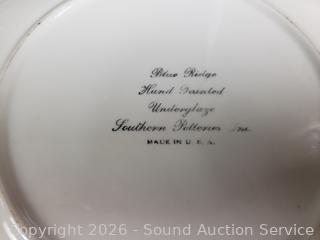 Blue Ridge
Hand Painted
Underglaze
Southern Potteries Inc.
MADE IN U. S. A.
Copyright 2026 - Sound Auction Service